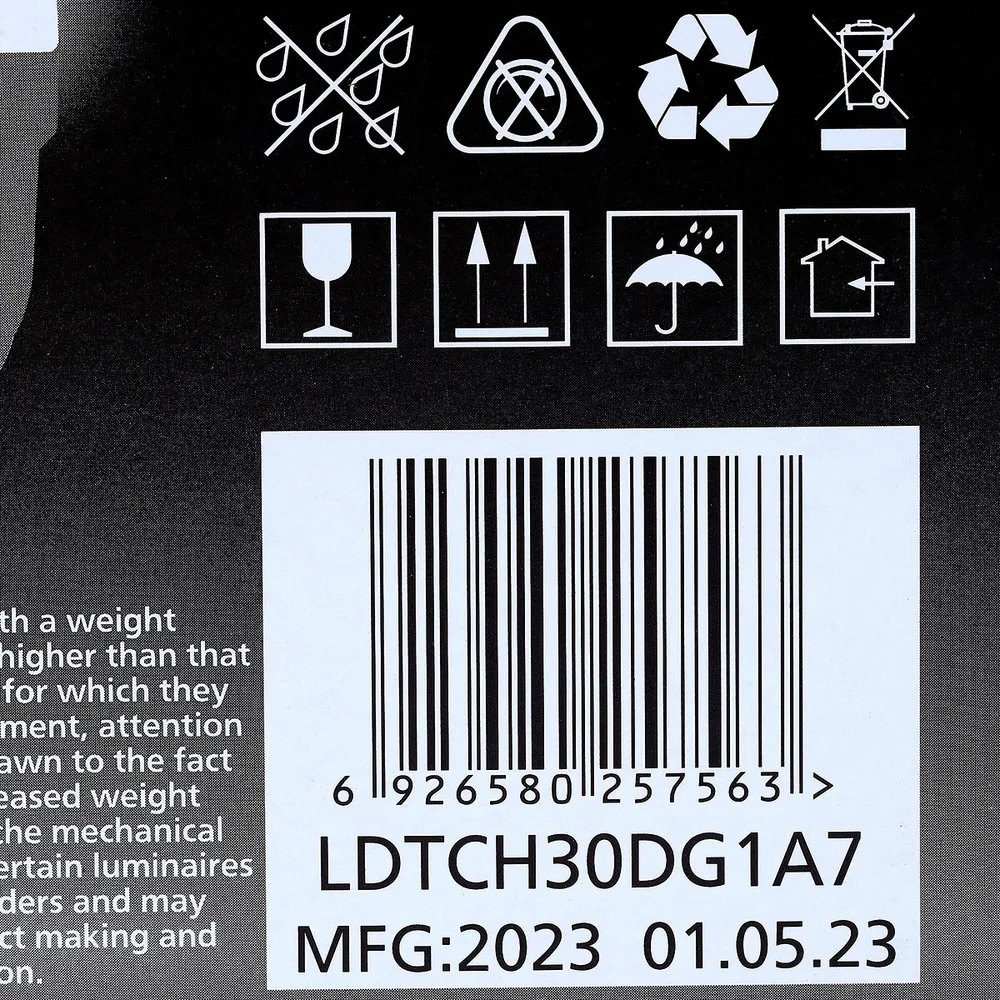 th a weight
higher than that
for which they
ment, attention
awn to the fact
eased weight
the mechanical
ertain luminaires
ders and may
ct making and
on.
6 926580 257563 >
LDTCH30DG1A7
MFG:2023 01.05.23